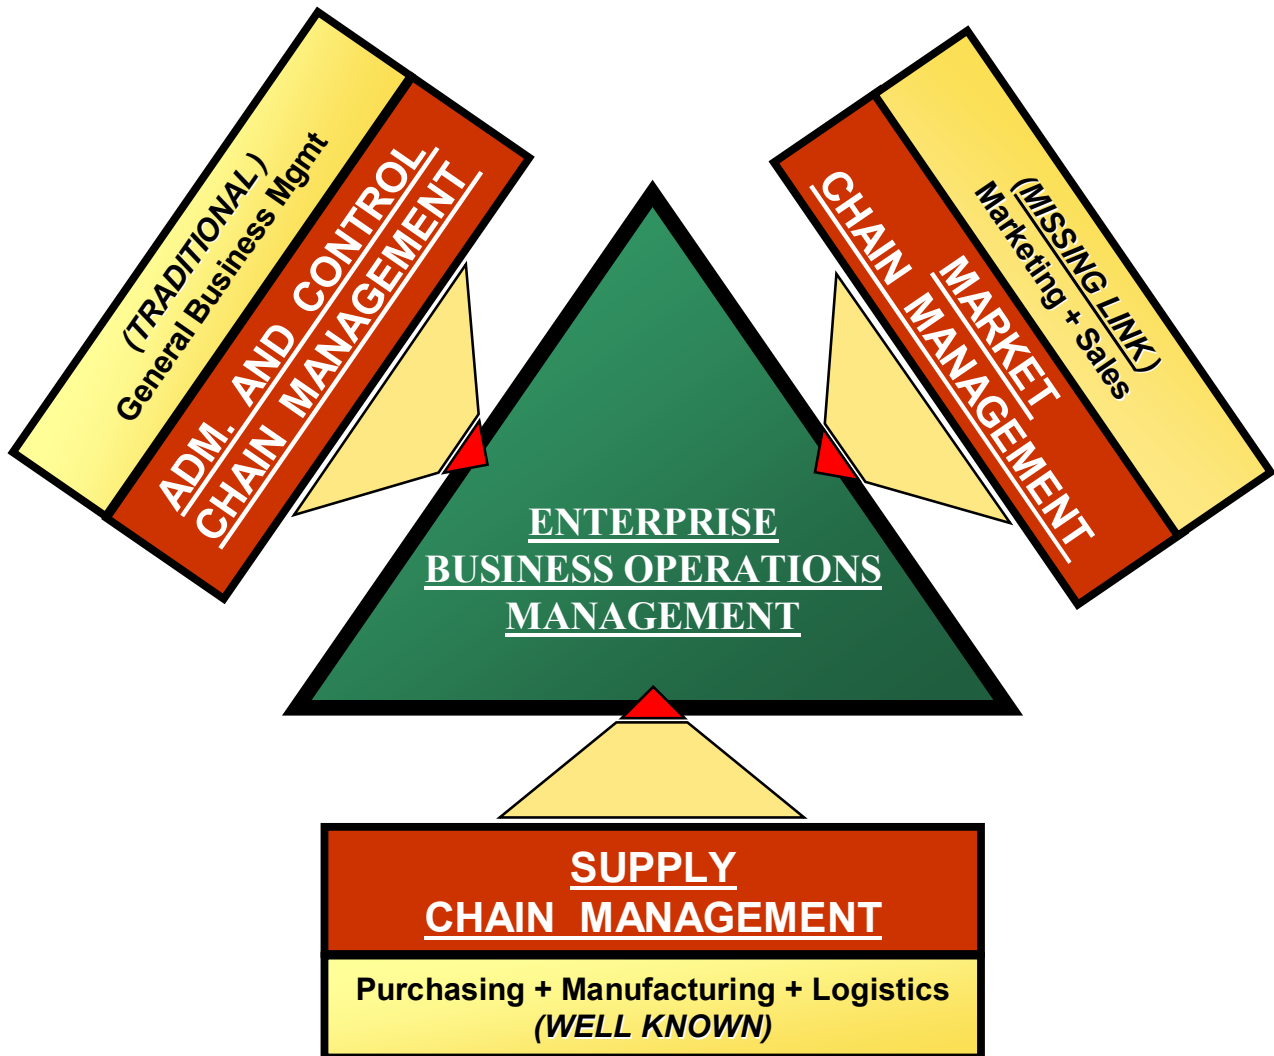 (TRADITIONAL )
General Business Mgmt
ADM. AND CONTROL
CHAIN MANAGEMENT
(MISSING LINK)
Marketing + Sales
MARKET
CHAIN MANAGEMENT
ENTERPRISE
BUSINESS OPERATIONS
MANAGEMENT
SUPPLY
CHAIN MANAGEMENT
Purchasing + Manufacturing + Logistics
(WELL KNOWN)